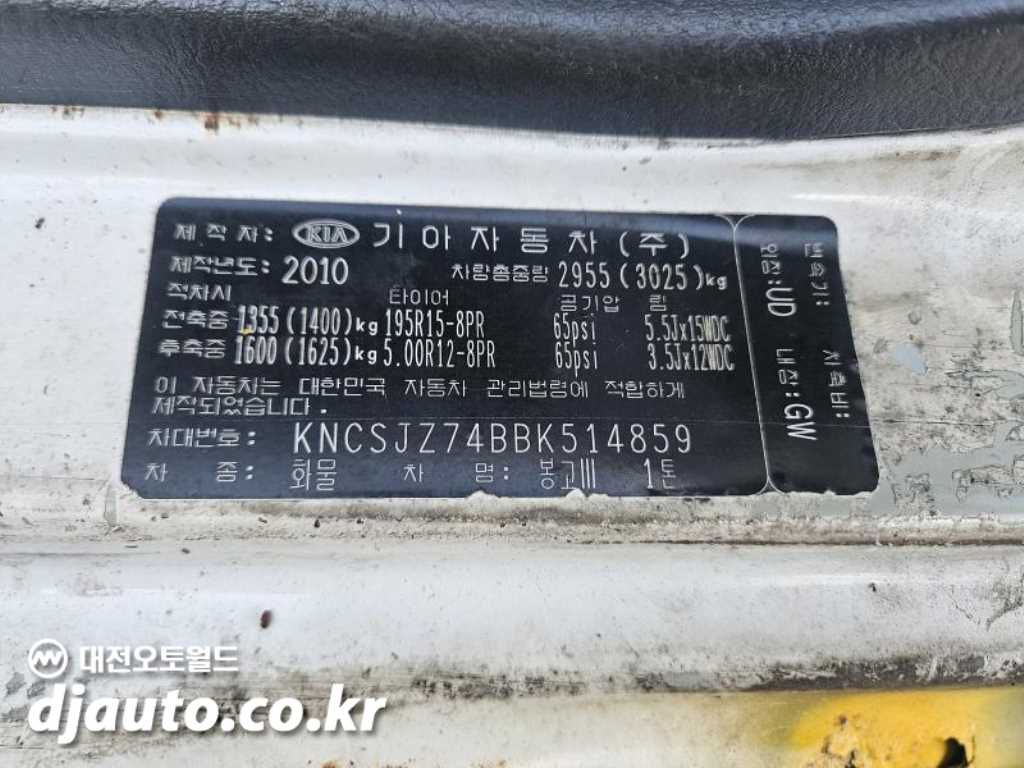 제작자: KIA 기아자동차(주)
제작년도: 2010 차량총중량 2955(3025)kg
적차시 타이어 공기압 림
전축중 1355(1400)kg 195R15-8PR 65psi 5.5Jx15WDC
후축중 1600(1625)kg 5.00R12-8PR 65psi 3.5Jx12WDC
이 자동차는 대한민국 자동차 관리법령에 적합하게
제작되었습니다.
차대번호: KNCSJZ74BBK514859
차 종: 화물 차 명: 봉고III 1톤
변속기: 차축비:
외장:UD 내장:GW
대전오토월드
djauto.co.kr